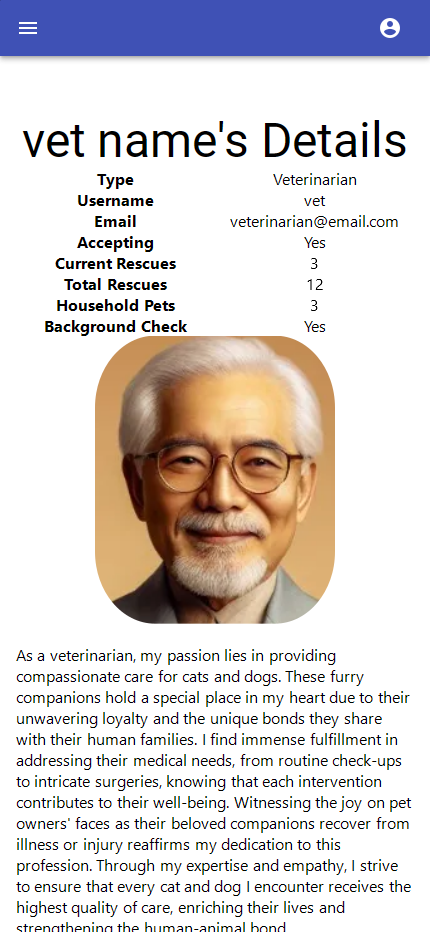 vet name's Details
Type Veterinarian
Username vet
Email veterinarian@email.com
Accepting Yes
Current Rescues 3
Total Rescues 12
Household Pets 3
Background Check Yes
As a veterinarian, my passion lies in providing
compassionate care for cats and dogs. These furry
companions hold a special place in my heart due to their
unwavering loyalty and the unique bonds they share
with their human families. I find immense fulfillment in
addressing their medical needs, from routine check-ups
to intricate surgeries, knowing that each intervention
contributes to their well-being. Witnessing the joy on pet
owners' faces as their beloved companions recover from
illness or injury reaffirms my dedication to this
profession. Through my expertise and empathy, I strive
to ensure that every cat and dog I encounter receives the
highest quality of care, enriching their lives and
strengthening the human-animal bond